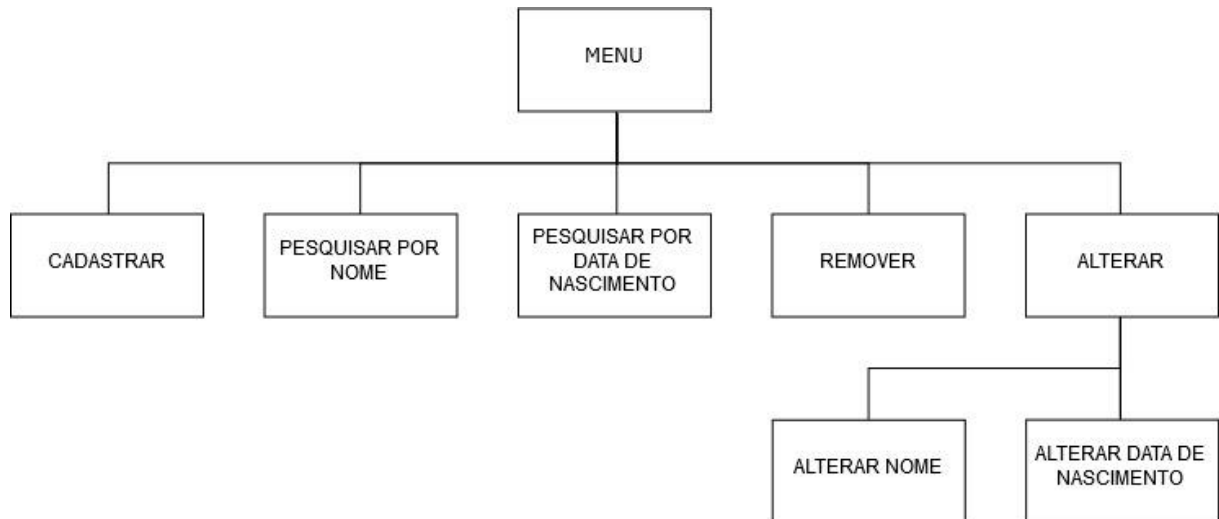 MENU
CADASTRAR
PESQUISAR POR
NOME
PESQUISAR POR
DATA DE
NASCIMENTO
REMOVER
ALTERAR
ALTERAR NOME
ALTERAR DATA DE
NASCIMENTO